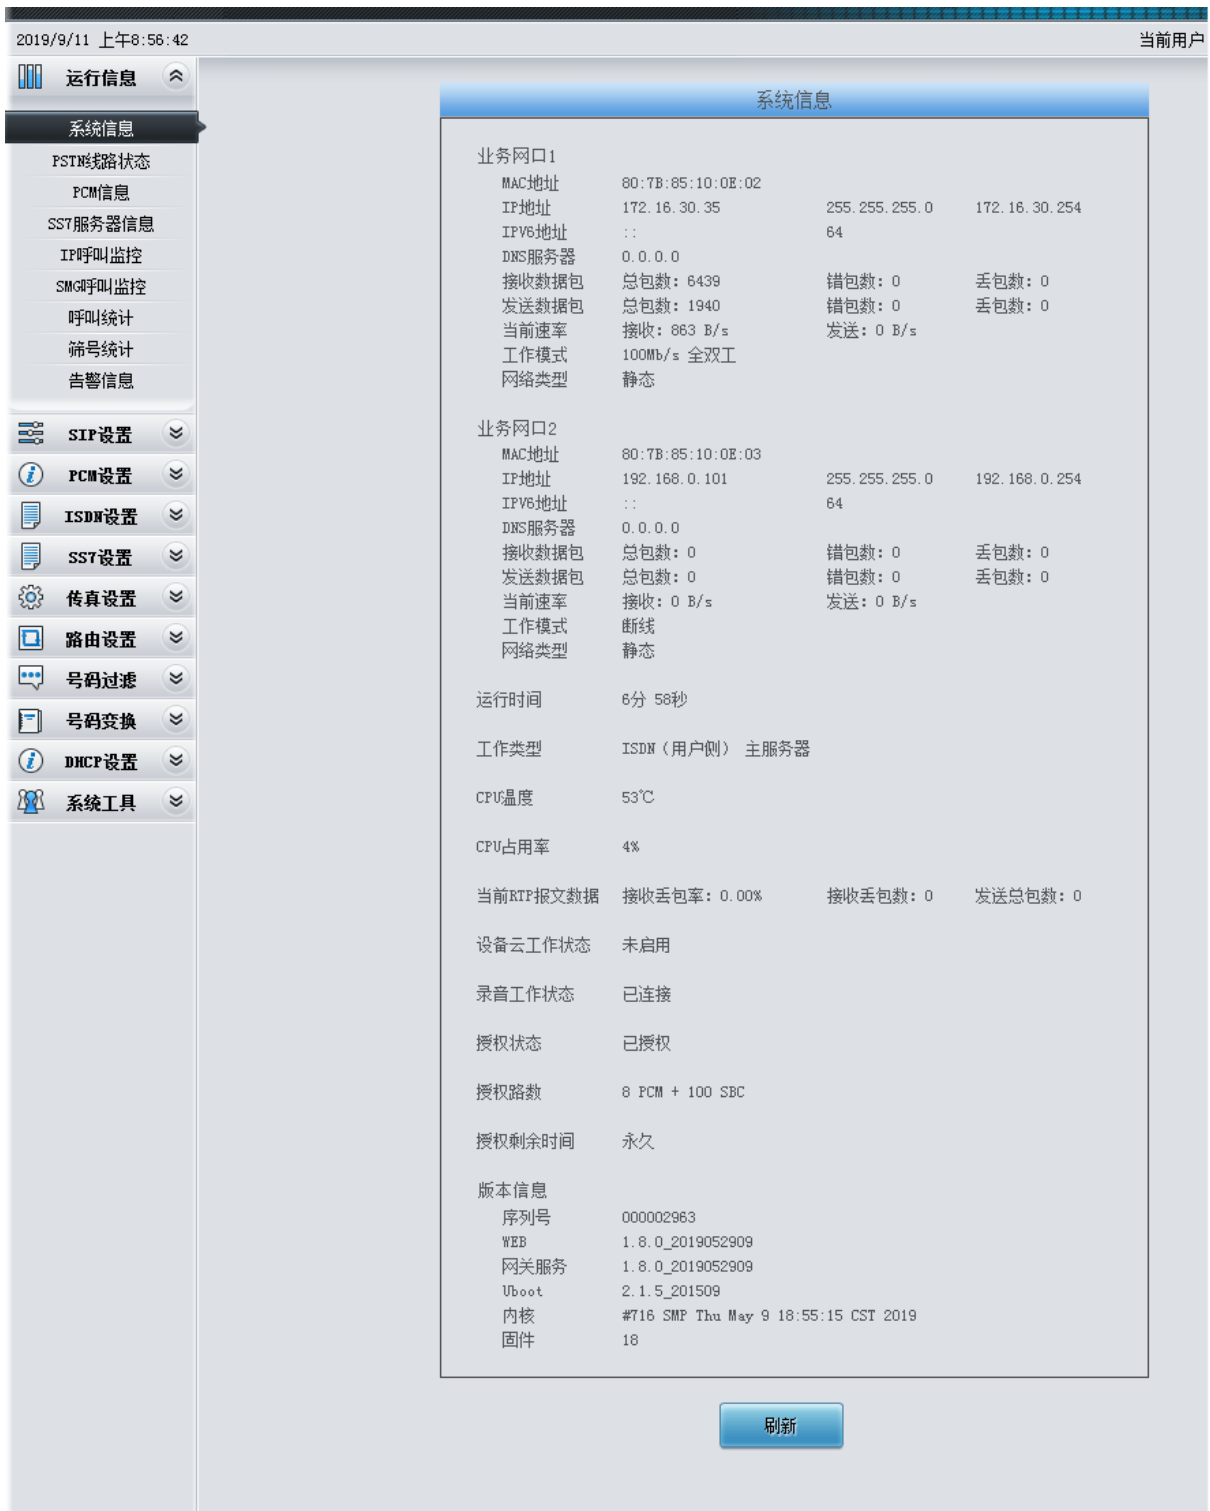 2019/9/11 上午8:56:42 当前用户
运行信息
系统信息
PSTN线路状态
PCM信息
SS7服务器信息
IP呼叫监控
SMG呼叫监控
呼叫统计
筛号统计
告警信息
SIP设置
PCM设置
ISDN设置
SS7设置
传真设置
路由设置
号码过滤
号码变换
DHCP设置
系统工具
系统信息
业务网口1
MAC地址 80:7B:85:10:0E:02
IP地址 172.16.30.35 255.255.255.0 172.16.30.254
IPV6地址 :: 64
DNS服务器 0.0.0.0
接收数据包 总包数: 6439 错包数: 0 丢包数: 0
发送数据包 总包数: 1940 错包数: 0 丢包数: 0
当前速率 接收: 863 B/s 发送: 0 B/s
工作模式 100Mb/s 全双工
网络类型 静态
业务网口2
MAC地址 80:7B:85:10:0E:03
IP地址 192.168.0.101 255.255.255.0 192.168.0.254
IPV6地址 :: 64
DNS服务器 0.0.0.0
接收数据包 总包数: 0 错包数: 0 丢包数: 0
发送数据包 总包数: 0 错包数: 0 丢包数: 0
当前速率 接收: 0 B/s 发送: 0 B/s
工作模式 断线
网络类型 静态
运行时间 6分 58秒
工作类型 ISDN（用户侧） 主服务器
CPU温度 53℃
CPU占用率 4%
当前RTP报文数据 接收丢包率: 0.00% 接收丢包数: 0 发送总包数: 0
设备云工作状态 未启用
录音工作状态 已连接
授权状态 已授权
授权路数 8 PCM + 100 SBC
授权剩余时间 永久
版本信息
序列号 000002963
WEB 1.8.0_2019052909
网关服务 1.8.0_2019052909
Uboot 2.1.5_201509
内核 #716 SMP Thu May 9 18:55:15 CST 2019
固件 18
刷新